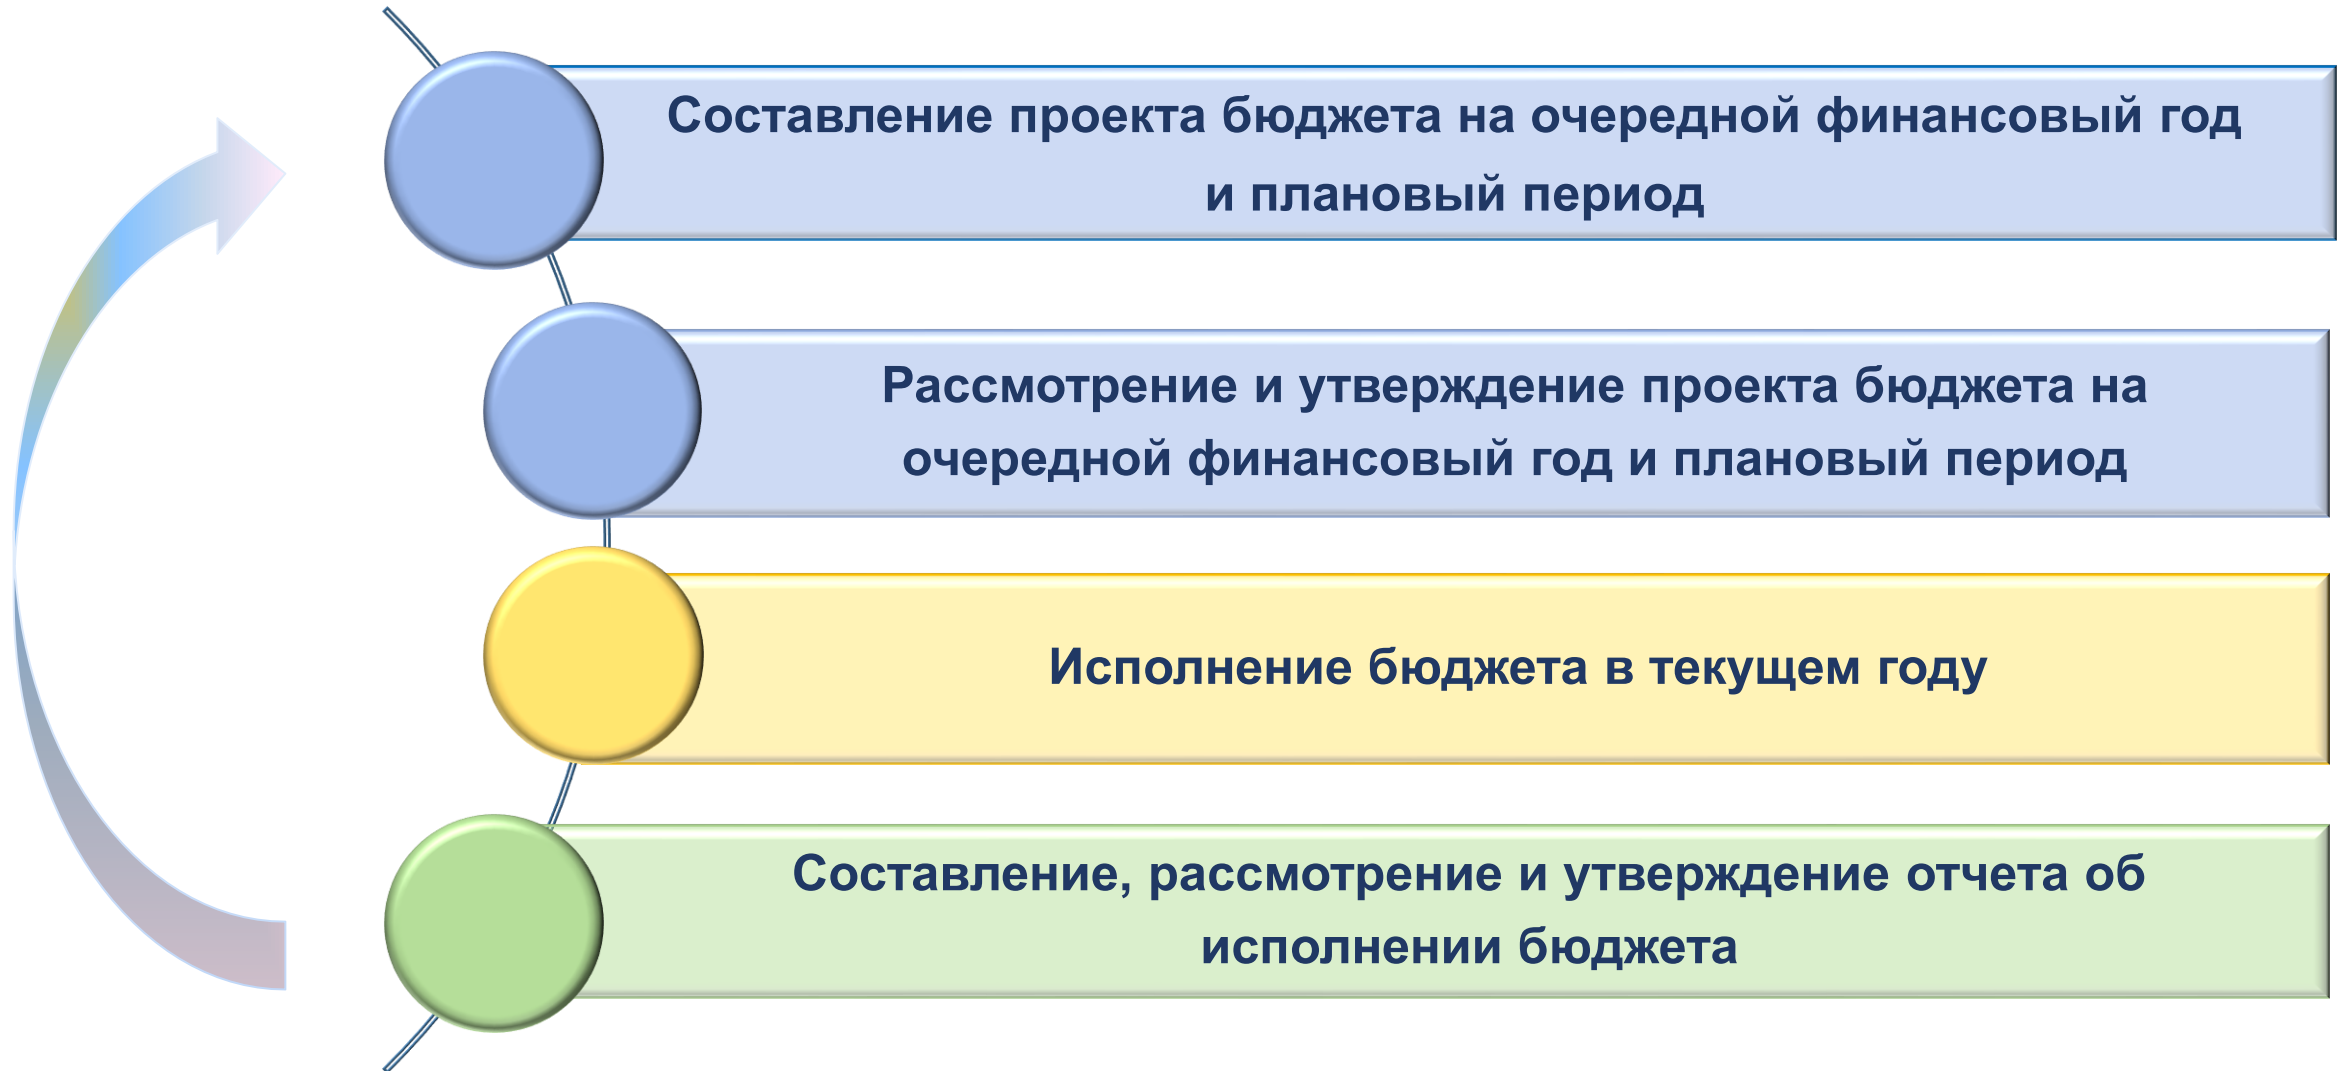 Составление проекта бюджета на очередной финансовый год
и плановый период
Рассмотрение и утверждение проекта бюджета на
очередной финансовый год и плановый период
Исполнение бюджета в текущем году
Составление, рассмотрение и утверждение отчета об
исполнении бюджета